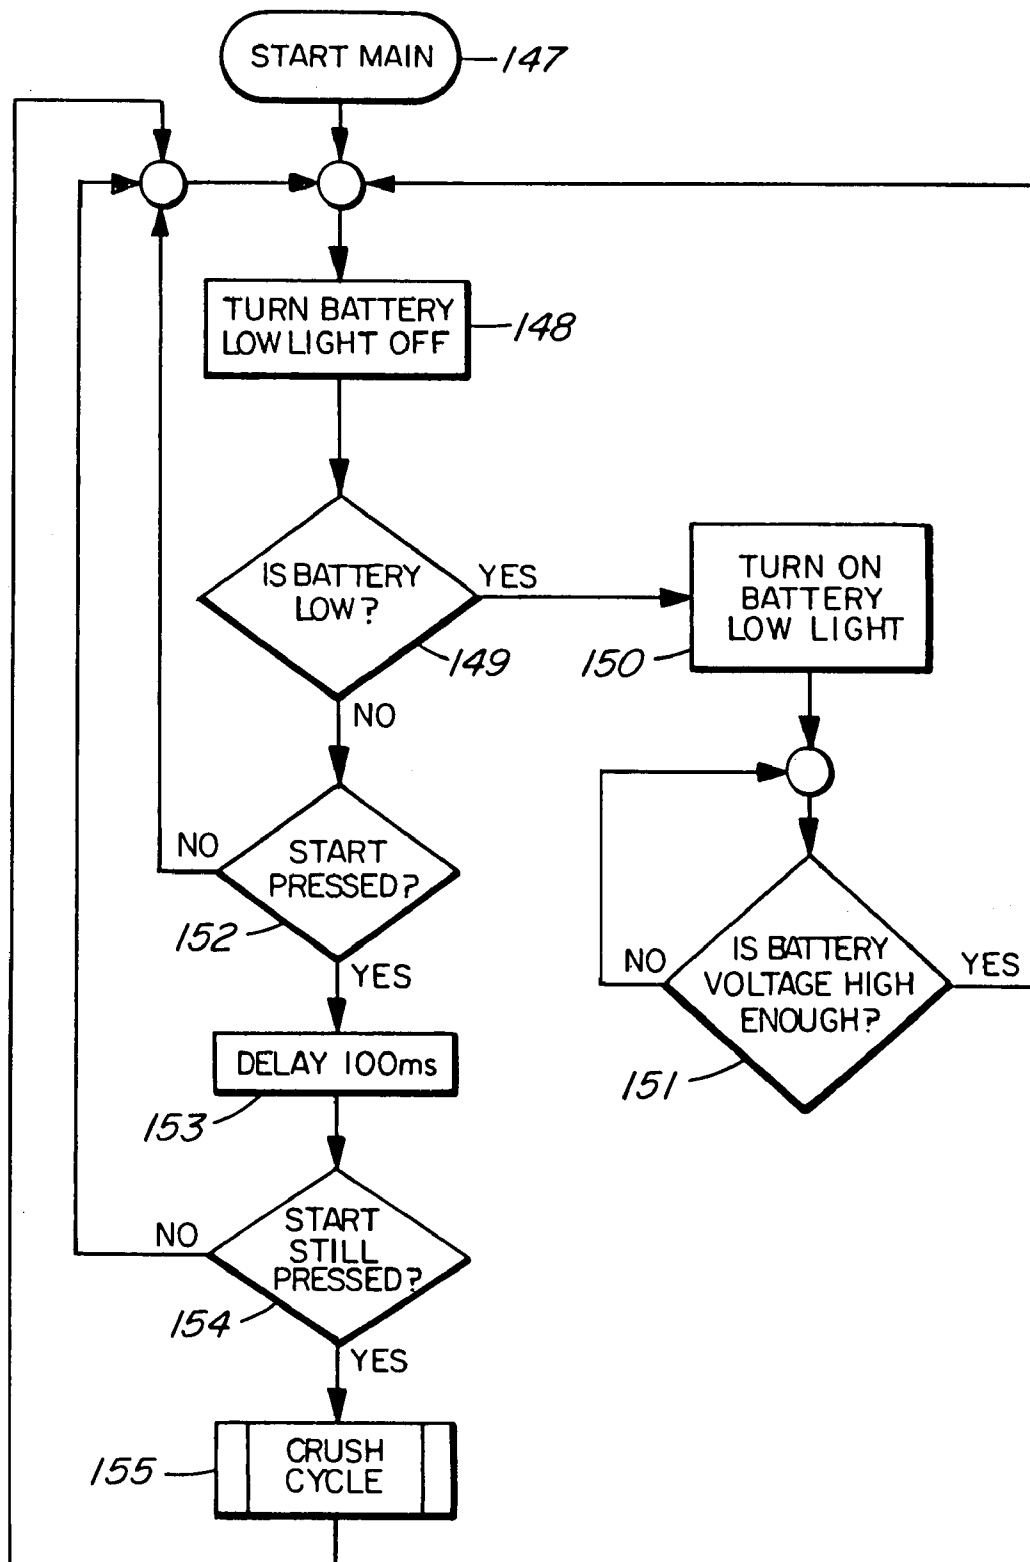 START MAIN
147
TURN BATTERY
LOW LIGHT OFF
148
IS BATTERY
LOW?
149
YES
NO
TURN ON
BATTERY
LOW LIGHT
150
START
PRESSED?
152
NO
YES
IS BATTERY
VOLTAGE HIGH
ENOUGH?
151
NO
YES
DELAY 100ms
153
START
STILL
PRESSED?
154
NO
YES
CRUSH
CYCLE
155